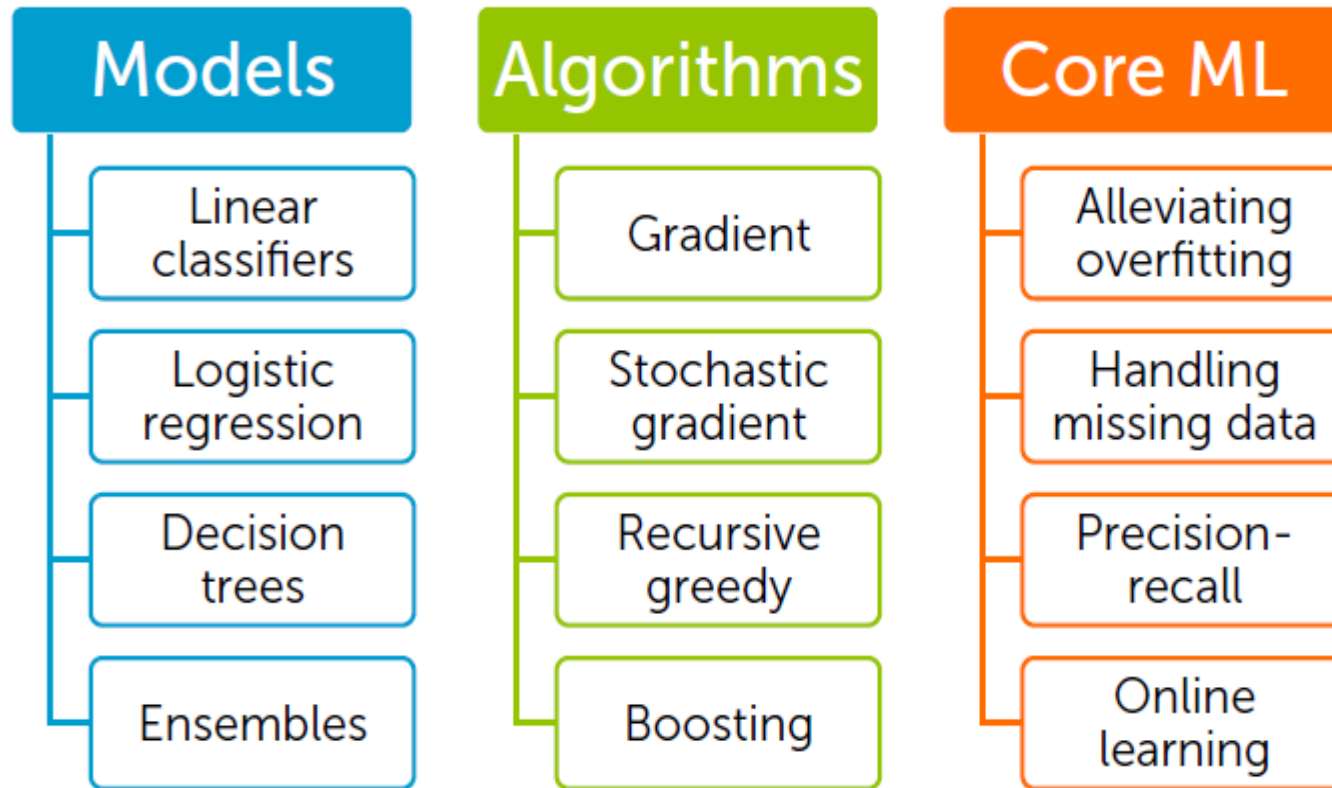 Models
Linear
classifiers
Logistic
regression
Decision
trees
Ensembles
Algorithms
Gradient
Stochastic
gradient
Recursive
greedy
Boosting
Core ML
Alleviating
overfitting
Handling
missing data
Precision-
recall
Online
learning